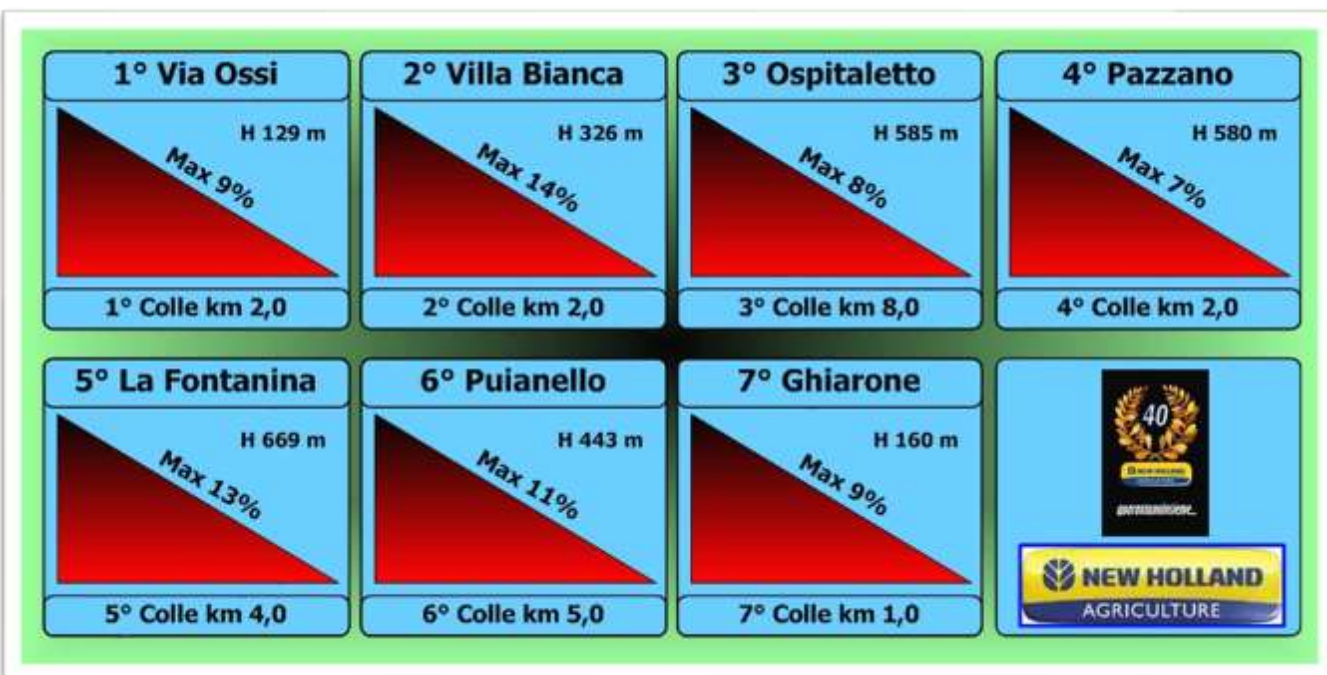 1° Via Ossi
H 129 m
Max 9%
1° Colle km 2,0
2° Villa Bianca
H 326 m
Max 14%
2° Colle km 2,0
3° Ospitaletto
H 585 m
Max 8%
3° Colle km 8,0
4° Pazzano
H 580 m
Max 7%
4° Colle km 2,0
5° La Fontanina
H 669 m
Max 13%
5° Colle km 4,0
6° Puianello
H 443 m
Max 11%
6° Colle km 5,0
7° Ghiarone
H 160 m
Max 9%
7° Colle km 1,0
40
NEW HOLLAND
NEW HOLLAND
AGRICULTURE